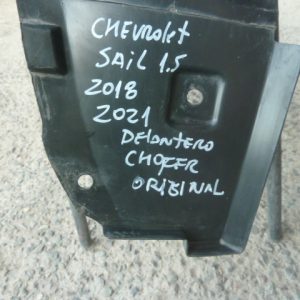 CHEVROLET
SAIL 1.5
2018
2021
DELANTERO
CHOFER
ORIGINAL